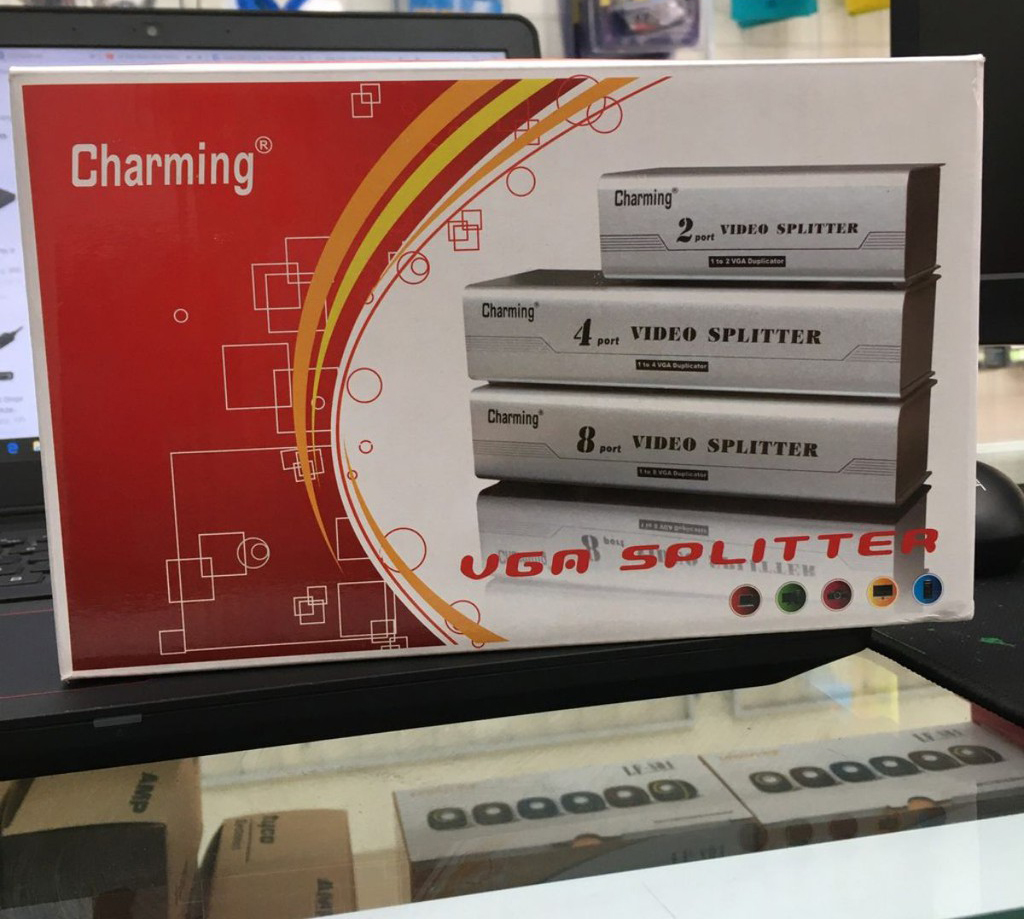 Charming®
Charming®
2 port VIDEO SPLITTER
1 to 2 VGA Duplicator
Charming®
4 port VIDEO SPLITTER
1 to 4 VGA Duplicator
Charming®
8 port VIDEO SPLITTER
1 to 8 VGA Duplicator
VGA SPLITTER
AMP